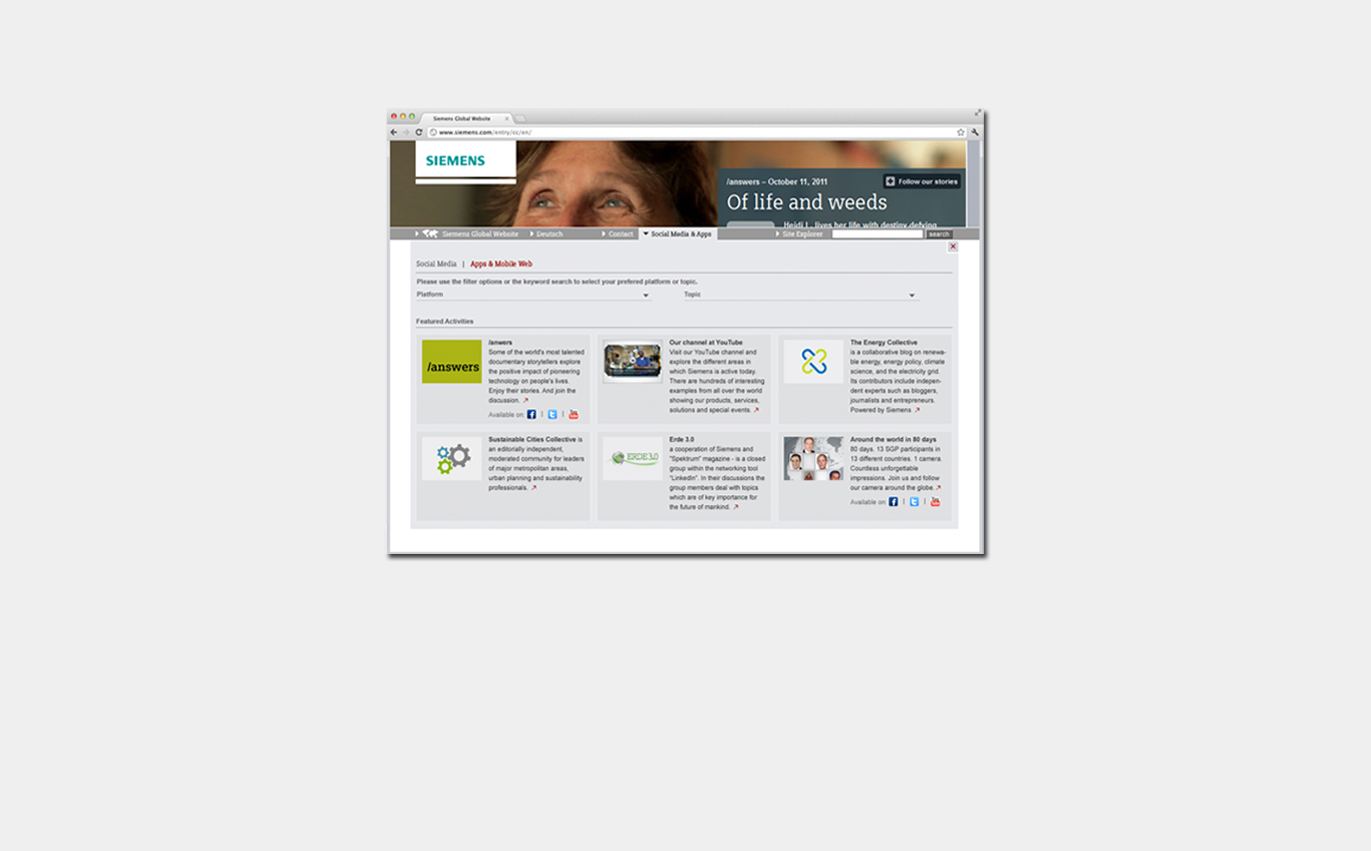 Siemens Global Website
www.siemens.com/entry/cc/en/
SIEMENS
/answers – October 11, 2011
Follow our stories
Of life and weeds
Heidi L. lives her life with destiny-defying
Siemens Global Website
Deutsch
Contact
Social Media & Apps
Site Explorer
search
Social Media | Apps & Mobile Web
Please use the filter options or the keyword search to select your prefered platform or topic.
Platform
Topic
Featured Activities
/answers
/anwers
Some of the world's most talented
documentary storytellers explore
the positive impact of pioneering
technology on people's lives.
Enjoy their stories. And join the
discussion.
Available on:
Our channel at YouTube
Visit our YouTube channel and
explore the different areas in
which Siemens is active today.
There are hundreds of interesting
examples from all over the world
showing our products, services,
solutions and special events.
The Energy Collective
is a collaborative blog on renewa-
ble energy, energy policy, climate
science, and the electricity grid.
Its contributors include indepen-
dent experts such as bloggers,
journalists and entrepreneurs.
Powered by Siemens
Sustainable Cities Collective is
an editorially independent,
moderated community for leaders
of major metropolitan areas,
urban planning and sustainability
professionals.
ERDE 3.0
Erde 3.0
a cooperation of Siemens and
"Spektrum" magazine - is a closed
group within the networking tool
"LinkedIn". In their discussions the
group members deal with topics
which are of key importance for
the future of mankind.
Around the world in 80 days
80 days. 13 SGP participants in
13 different countries. 1 camera.
Countless unforgettable
impressions. Join us and follow
our camera around the globe.
Available on: